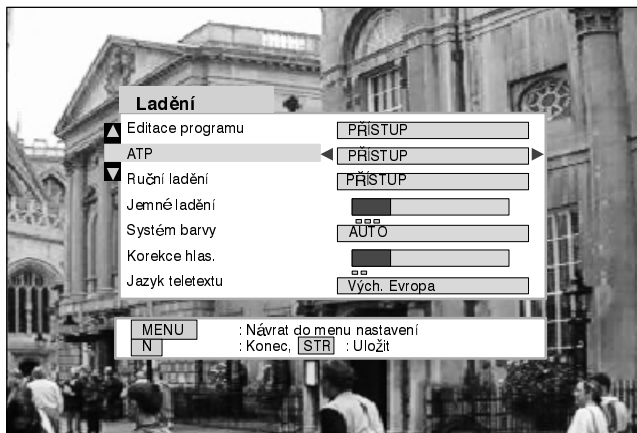 Ladění
Editace programu PŘÍSTUP
ATP PŘÍSTUP
Ruční ladění PŘÍSTUP
Jemné ladění
Systém barvy AUTO
Korekce hlas.
Jazyk teletextu Vých. Evropa
MENU : Návrat do menu nastavení
N : Konec, STR : Uložit